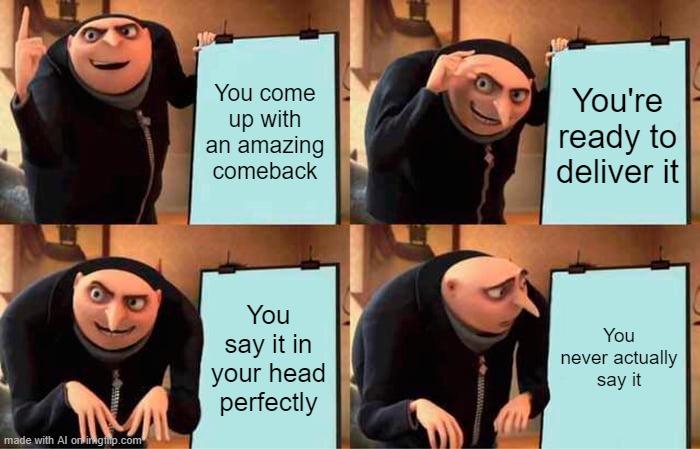 You come
up with
an amazing
comeback
You're
ready to
deliver it
You
say it in
your head
perfectly
You
never actually
say it
made with AI on imgflip.com